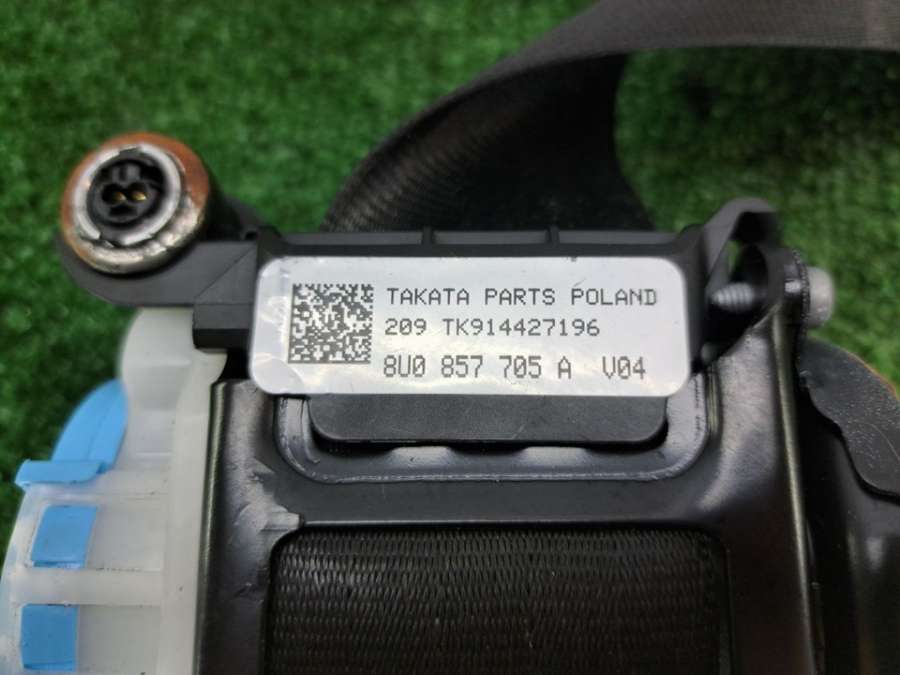 TAKATA PARTS POLAND
209 TK914427196
8U0 857 705 A V04